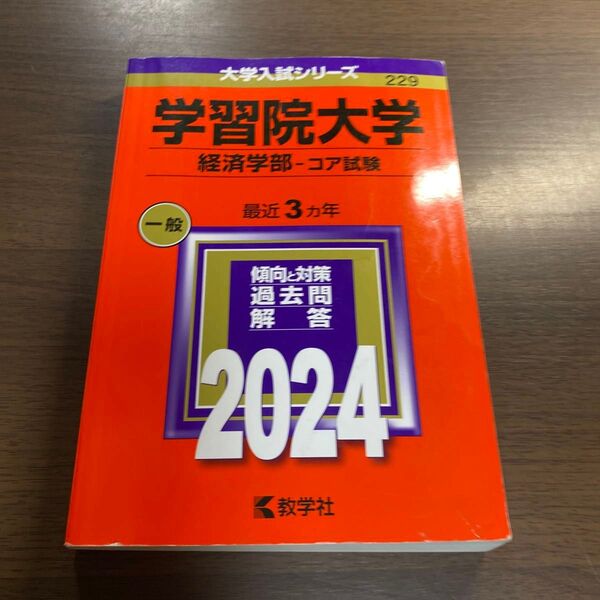 大学入試シリーズ
229
学習院大学
経済学部-コア試験
最近3カ年
一般
傾向と対策
過去問
解答
2024
教学社